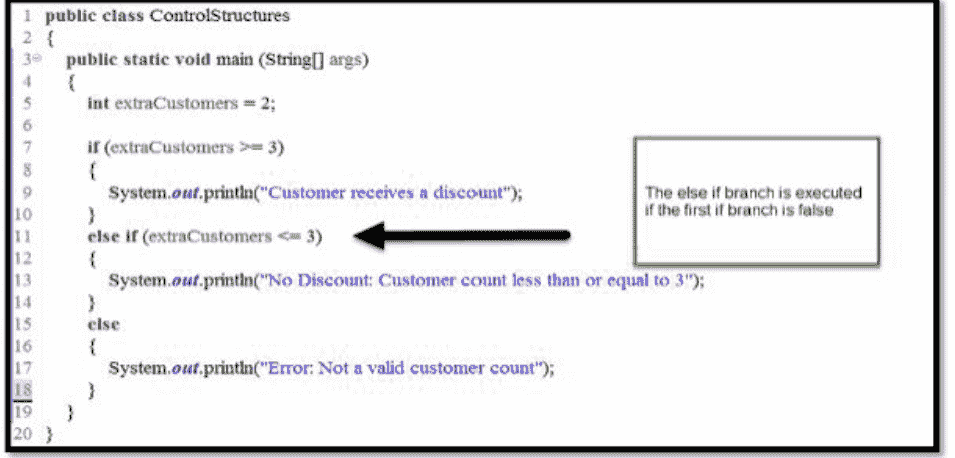 1 public class ControlStructures
2 {
3 public static void main (String[] args)
4 {
5 int extraCustomers = 2;
6
7 if (extraCustomers >= 3)
8 {
9 System.out.println("Customer receives a discount");
10 }
11 else if (extraCustomers <= 3)
12 {
13 System.out.println("No Discount: Customer count less than or equal to 3");
14 }
15 else
16 {
17 System.out.println("Error: Not a valid customer count");
18 }
19 }
20 }
The else if branch is executed
if the first if branch is false